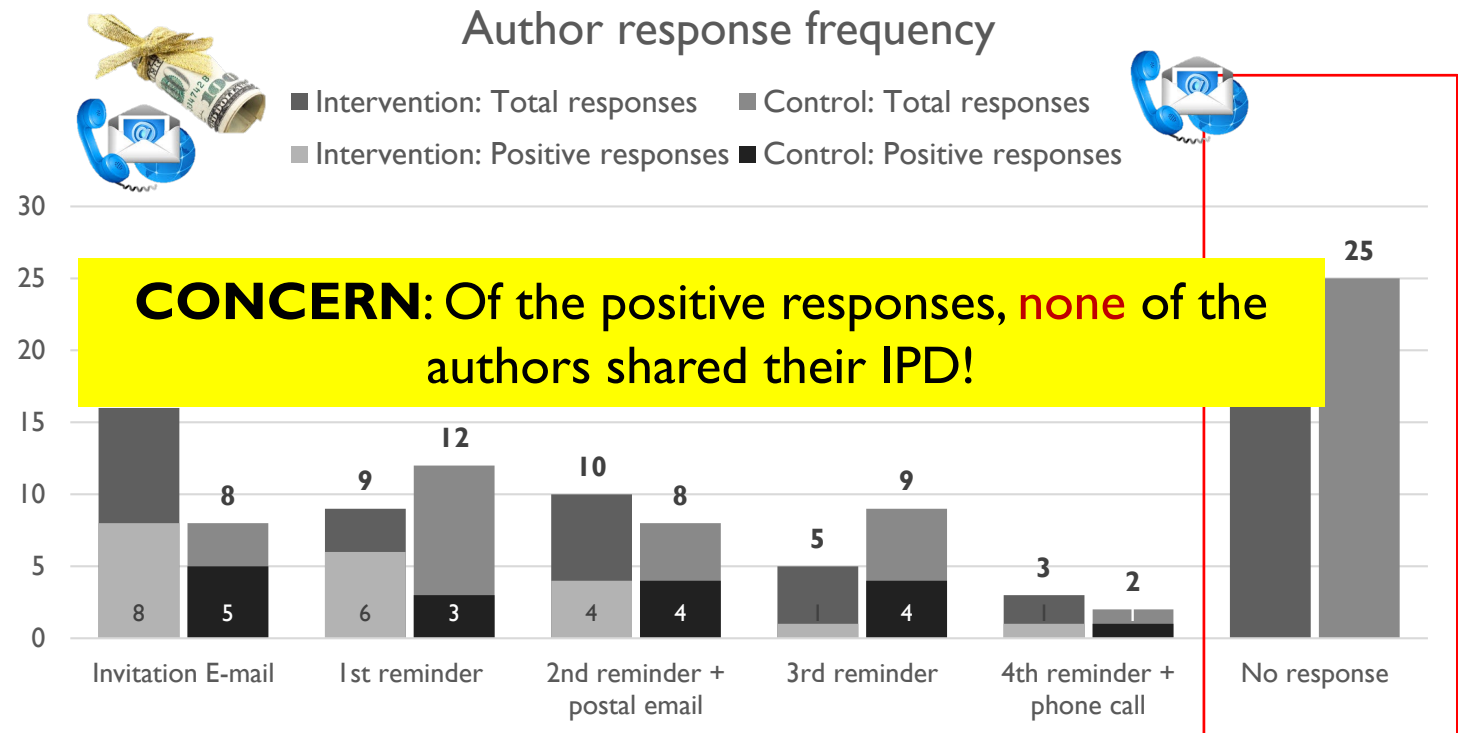 Author response frequency
Intervention: Total responses
Control: Total responses
Intervention: Positive responses
Control: Positive responses
30
25
20
15
10
5
0
CONCERN: Of the positive responses, none of the
authors shared their IPD!
25
8
9
12
10
8
5
9
3
2
8
5
6
3
4
4
1
4
1
1
Invitation E-mail
1st reminder
2nd reminder +
postal email
3rd reminder
4th reminder +
phone call
No response
100
@
@